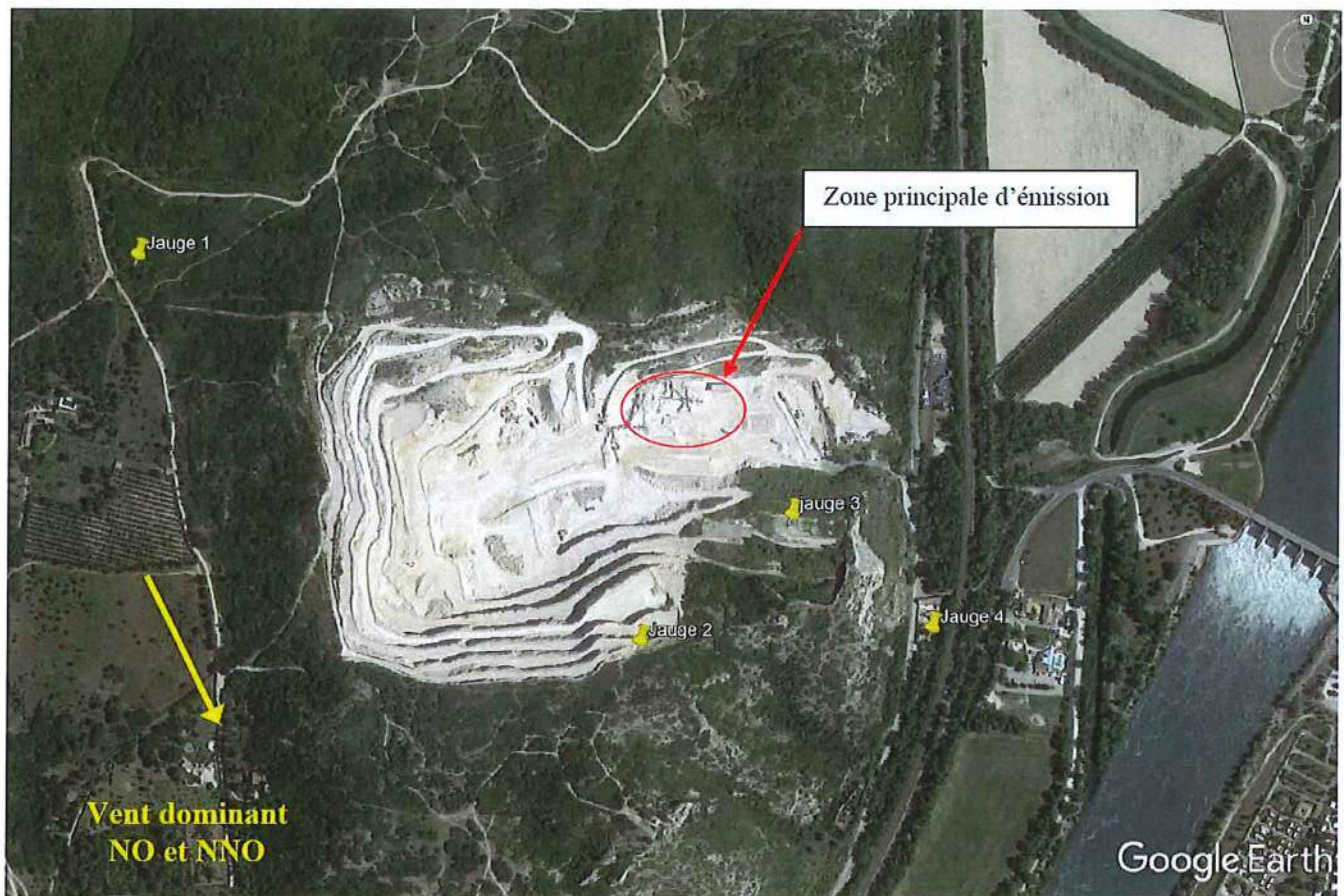 N
Zone principale d'émission
Jauge 1
jauge 3
Jauge 2
Jauge 4
Vent dominant
NO et NNO
Google Earth